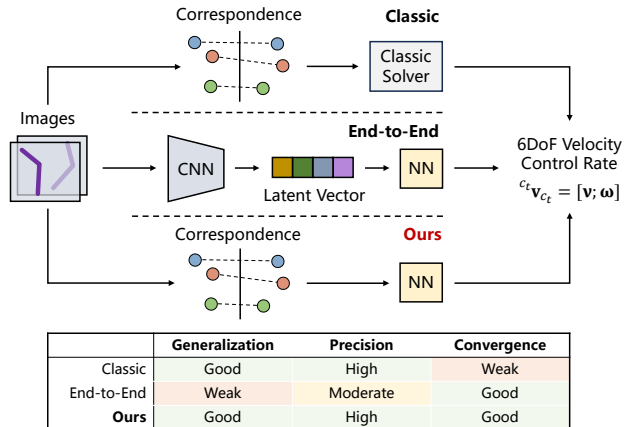 Correspondence
Classic
Classic
Solver
Images
End-to-End
CNN
Latent Vector
NN
6DoF Velocity
Control Rate
ᶜᵗv_cₜ = [ν; ω]
Correspondence
Ours
NN
Generalization Precision Convergence
Classic Good High Weak
End-to-End Weak Moderate Good
Ours Good High Good